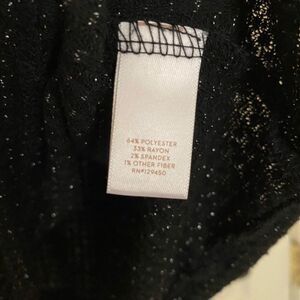 64% POLYESTER
33% RAYON
2% SPANDEX
1% OTHER FIBER
RN#129450